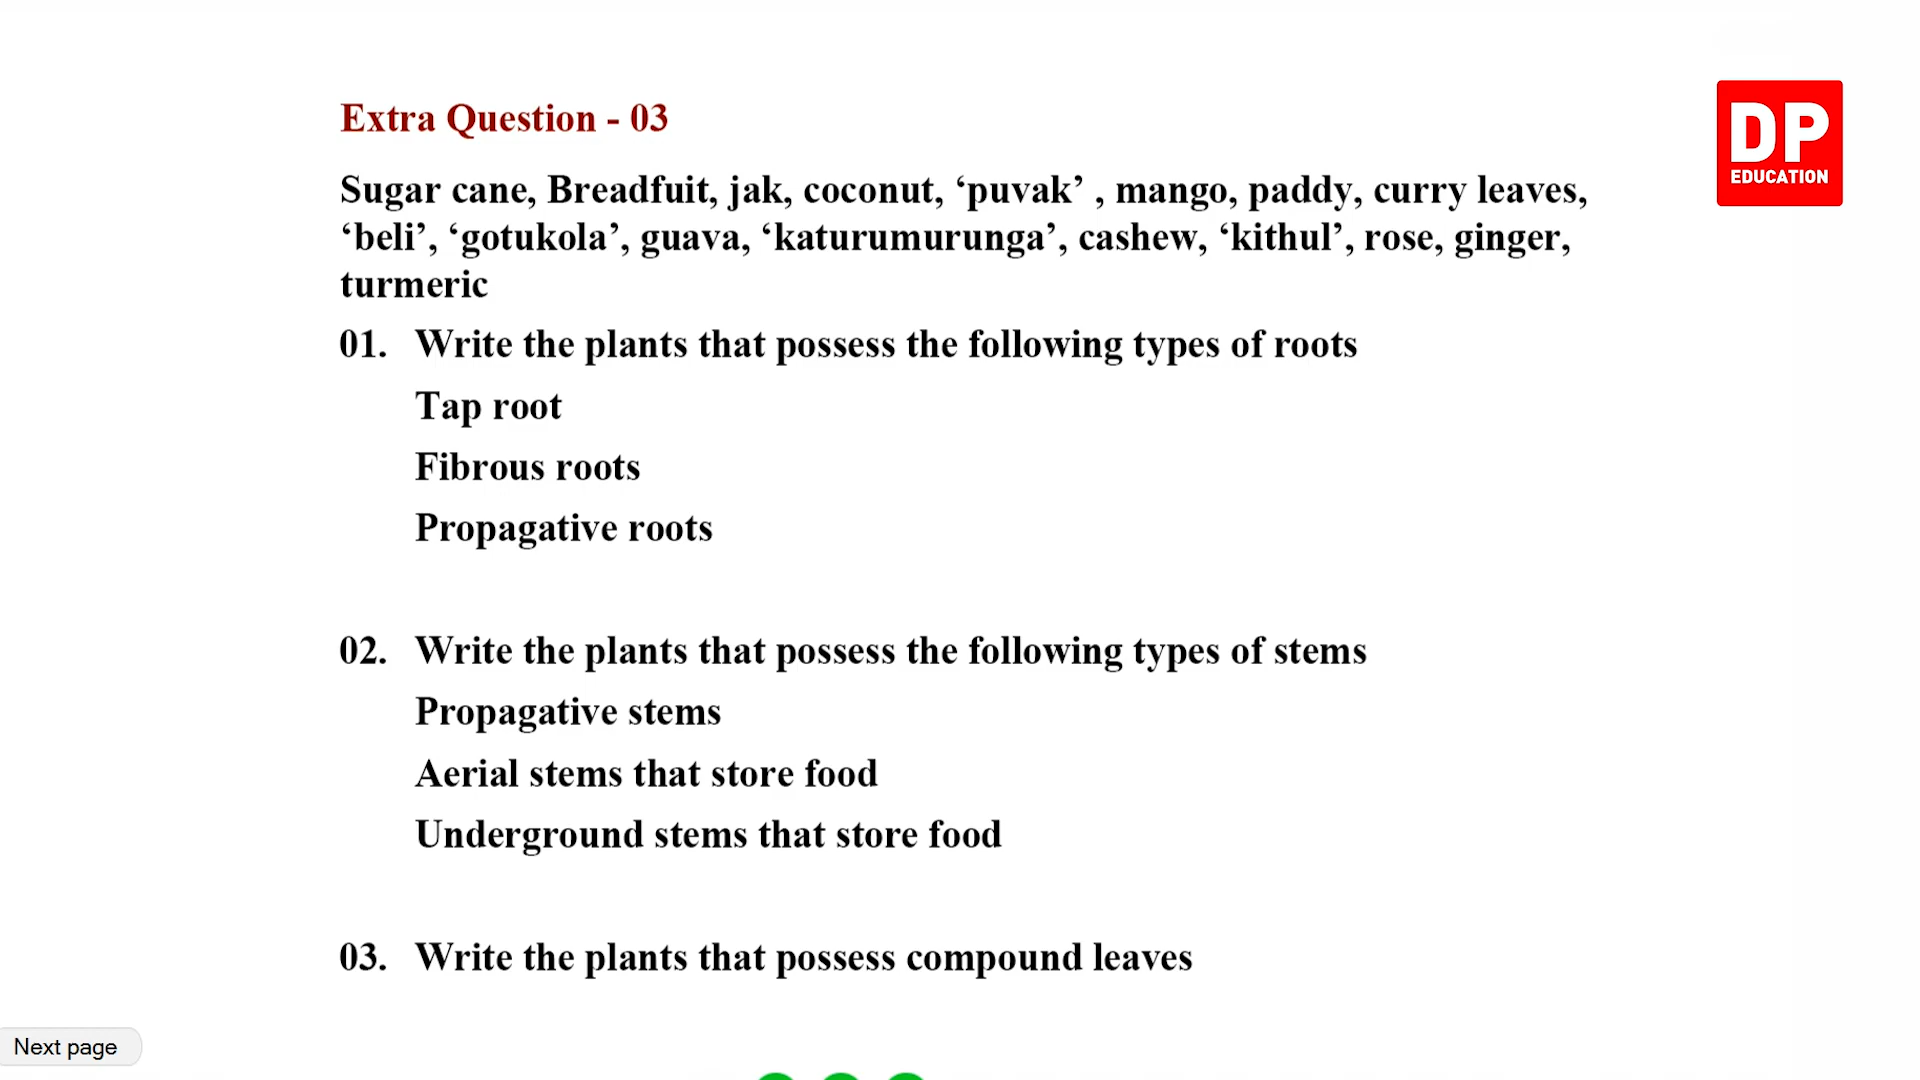 DP
EDUCATION
Extra Question - 03
Sugar cane, Breadfuit, jak, coconut, ‘puvak’ , mango, paddy, curry leaves,
‘beli’, ‘gotukola’, guava, ‘katurumurunga’, cashew, ‘kithul’, rose, ginger,
turmeric
01. Write the plants that possess the following types of roots
Tap root
Fibrous roots
Propagative roots
02. Write the plants that possess the following types of stems
Propagative stems
Aerial stems that store food
Underground stems that store food
03. Write the plants that possess compound leaves
Next page